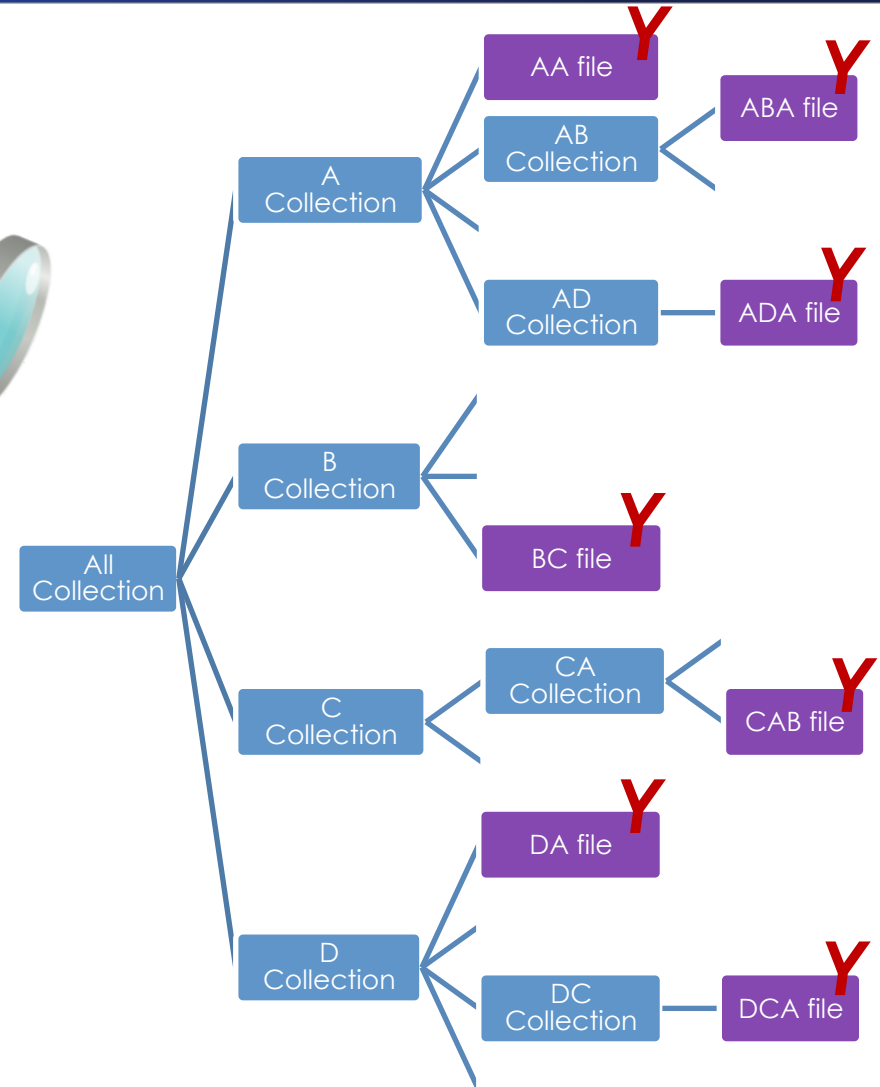 Y
AA file
Y
ABA file
AB
Collection
A
Collection
Y
AD
Collection
ADA file
B
Collection
Y
BC file
All
Collection
CA
Collection
Y
C
Collection
CAB file
Y
DA file
D
Collection
Y
DC
Collection
DCA file